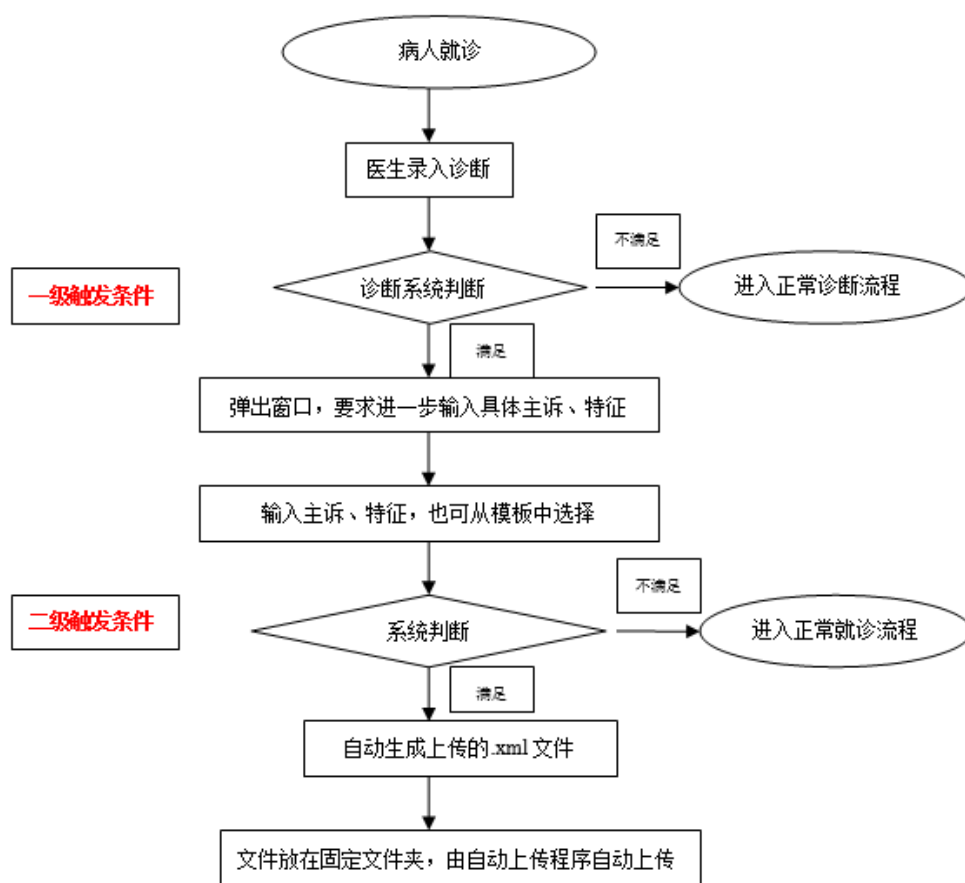 病人就诊
医生录入诊断
不满足
一级触发条件
诊断系统判断
进入正常诊断流程
满足
弹出窗口，要求进一步输入具体主诉、特征
输入主诉、特征，也可从模板中选择
不满足
二级触发条件
系统判断
进入正常就诊流程
满足
自动生成上传的.xml文件
文件放在固定文件夹，由自动上传程序自动上传